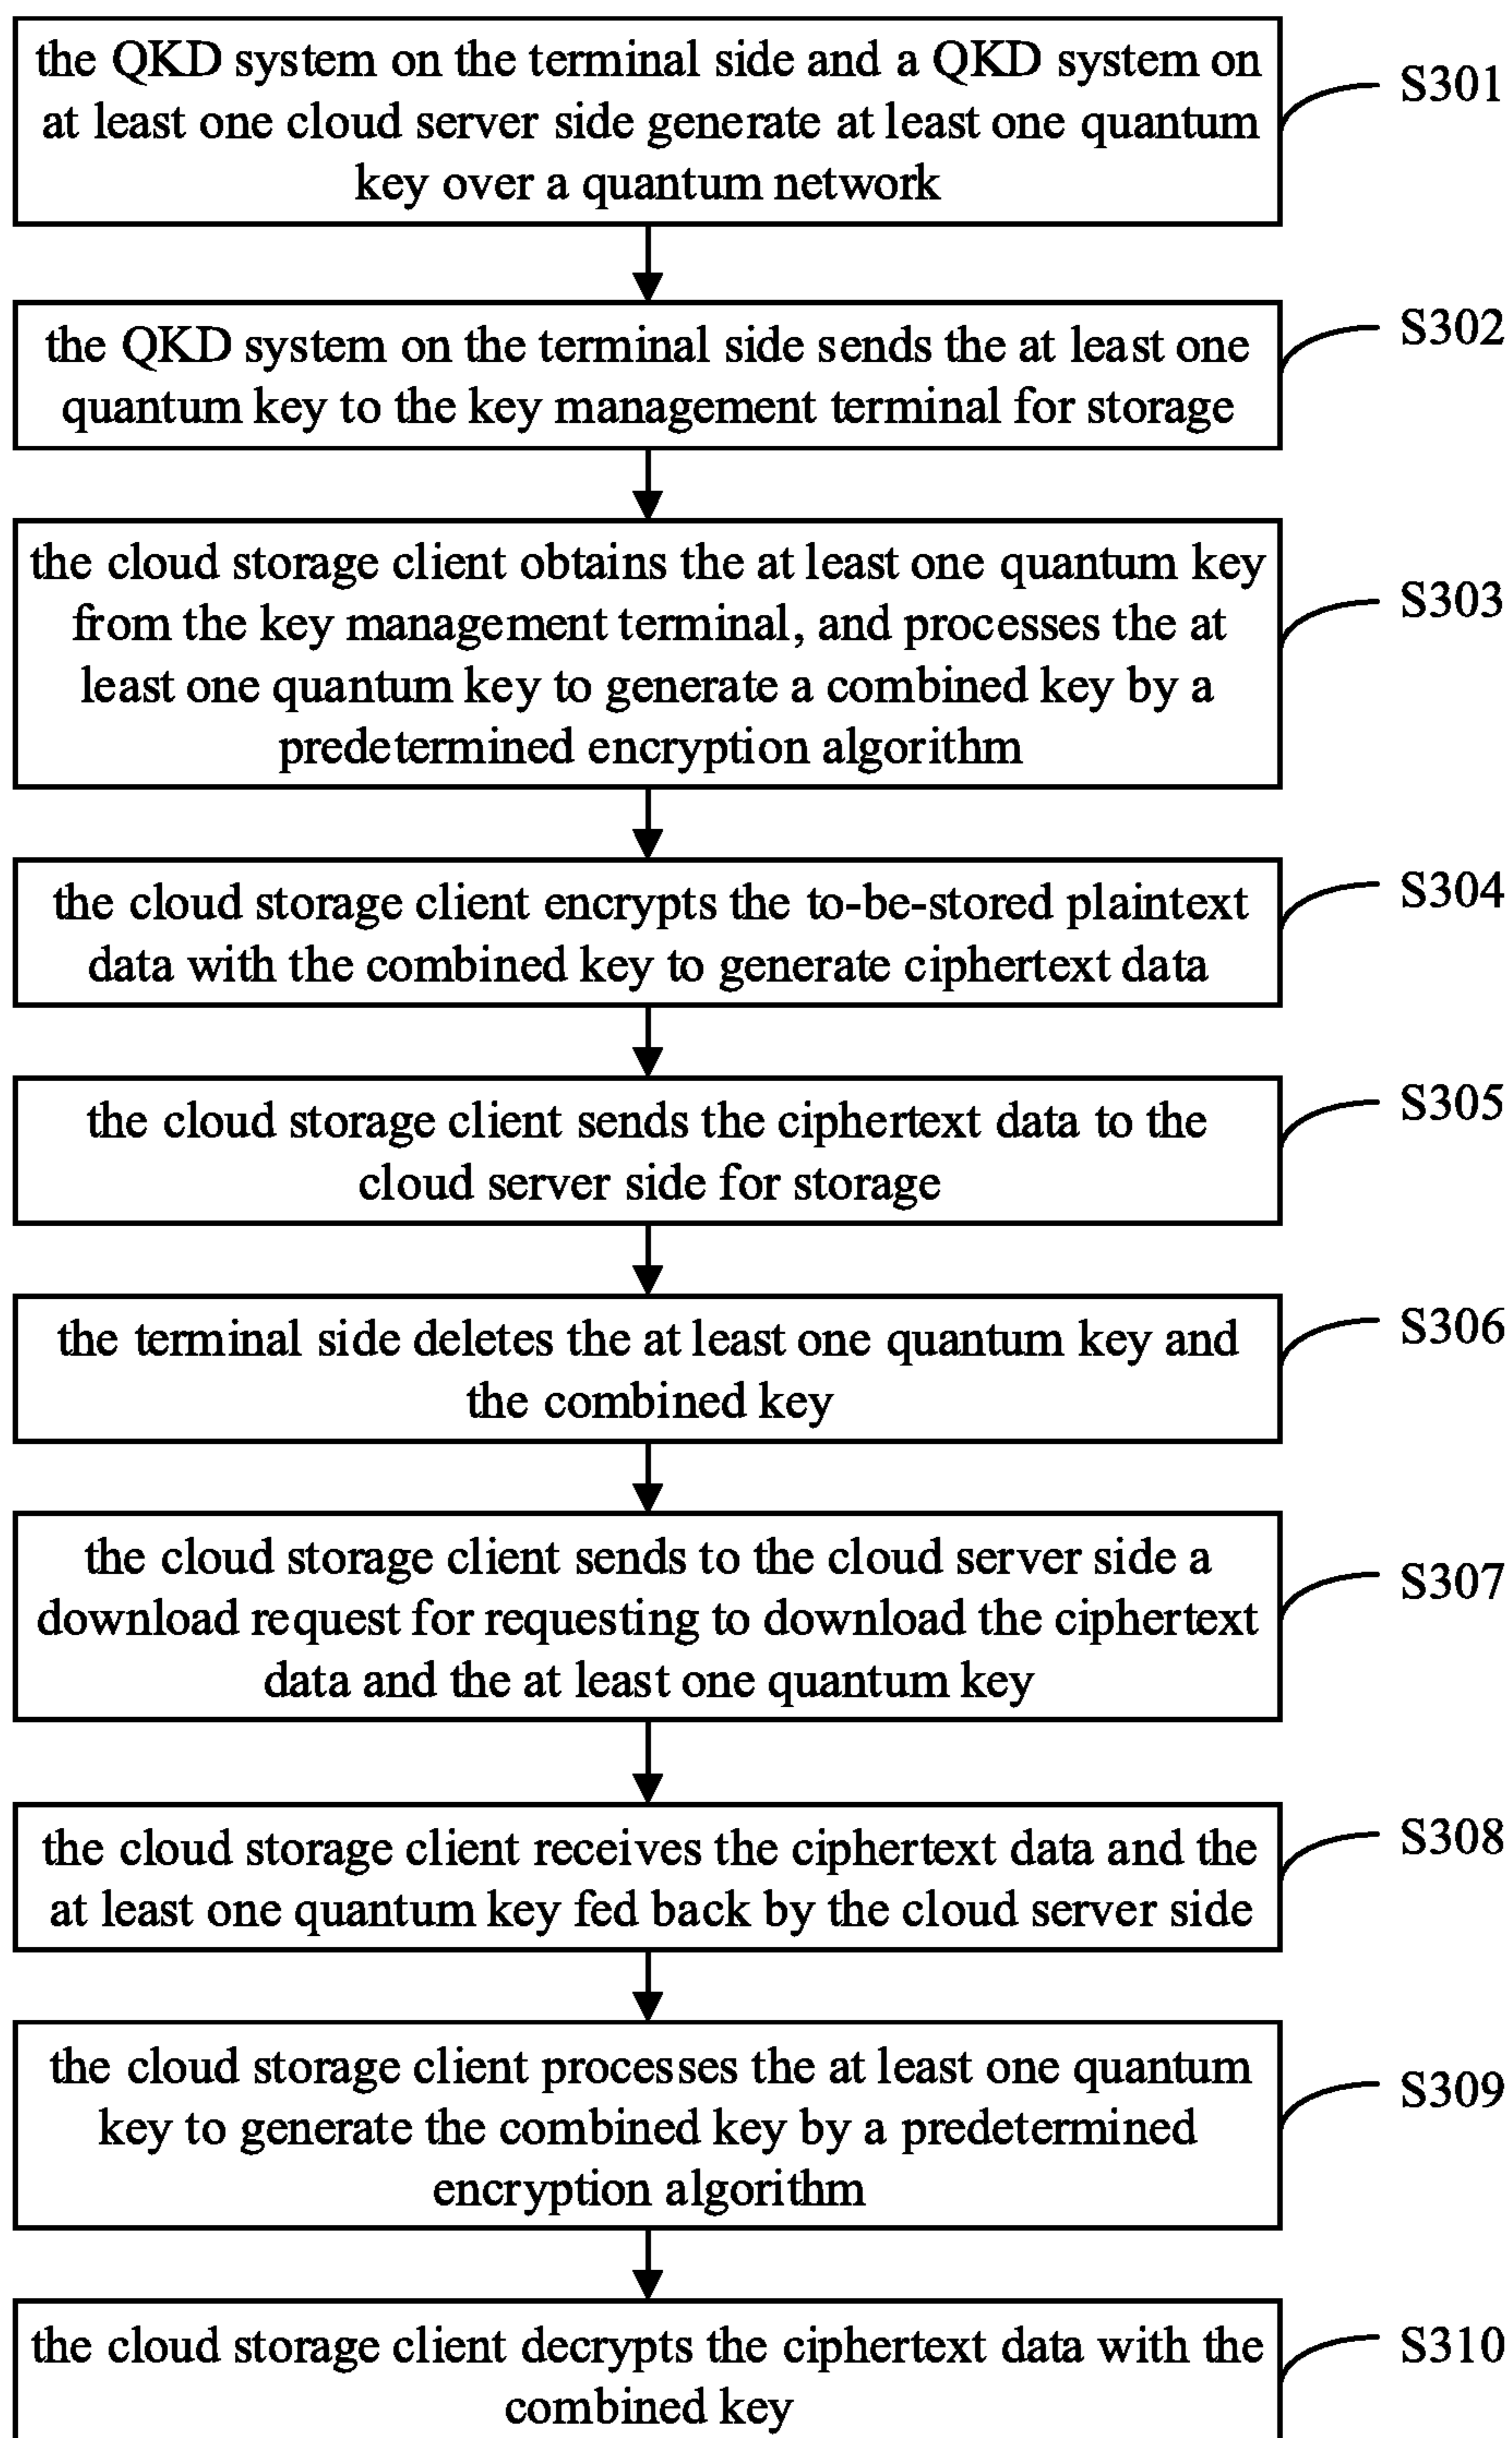 the QKD system on the terminal side and a QKD system on
at least one cloud server side generate at least one quantum
key over a quantum network
S301
the QKD system on the terminal side sends the at least one
quantum key to the key management terminal for storage
S302
the cloud storage client obtains the at least one quantum key
from the key management terminal, and processes the at
least one quantum key to generate a combined key by a
predetermined encryption algorithm
S303
the cloud storage client encrypts the to-be-stored plaintext
data with the combined key to generate ciphertext data
S304
the cloud storage client sends the ciphertext data to the
cloud server side for storage
S305
the terminal side deletes the at least one quantum key and
the combined key
S306
the cloud storage client sends to the cloud server side a
download request for requesting to download the ciphertext
data and the at least one quantum key
S307
the cloud storage client receives the ciphertext data and the
at least one quantum key fed back by the cloud server side
S308
the cloud storage client processes the at least one quantum
key to generate the combined key by a predetermined
encryption algorithm
S309
the cloud storage client decrypts the ciphertext data with the
combined key
S310